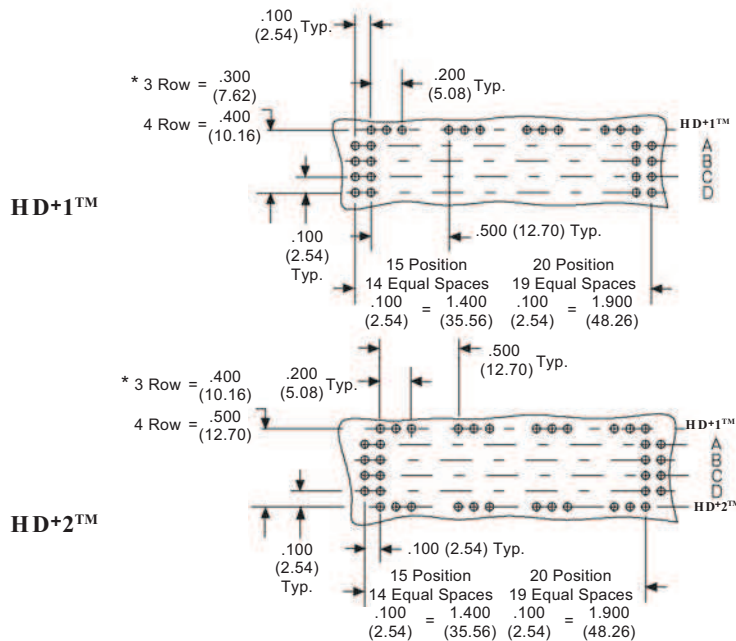 .100
(2.54) Typ.
* 3 Row = .300
(7.62)
.200
(5.08) Typ.
4 Row = .400
(10.16)
HD+1™
A
B
C
D
HD+1™
.100
(2.54)
Typ.
.500 (12.70) Typ.
15 Position
14 Equal Spaces
.100
(2.54) = 1.400
(35.56)
20 Position
19 Equal Spaces
.100
(2.54) = 1.900
(48.26)
* 3 Row = .400
(10.16)
.200
(5.08) Typ.
.500
(12.70) Typ.
4 Row = .500
(12.70)
HD+1™
A
B
C
D
HD+2™
HD+2™
.100
(2.54)
Typ.
.100 (2.54) Typ.
15 Position
14 Equal Spaces
.100
(2.54) = 1.400
(35.56)
20 Position
19 Equal Spaces
.100
(2.54) = 1.900
(48.26)